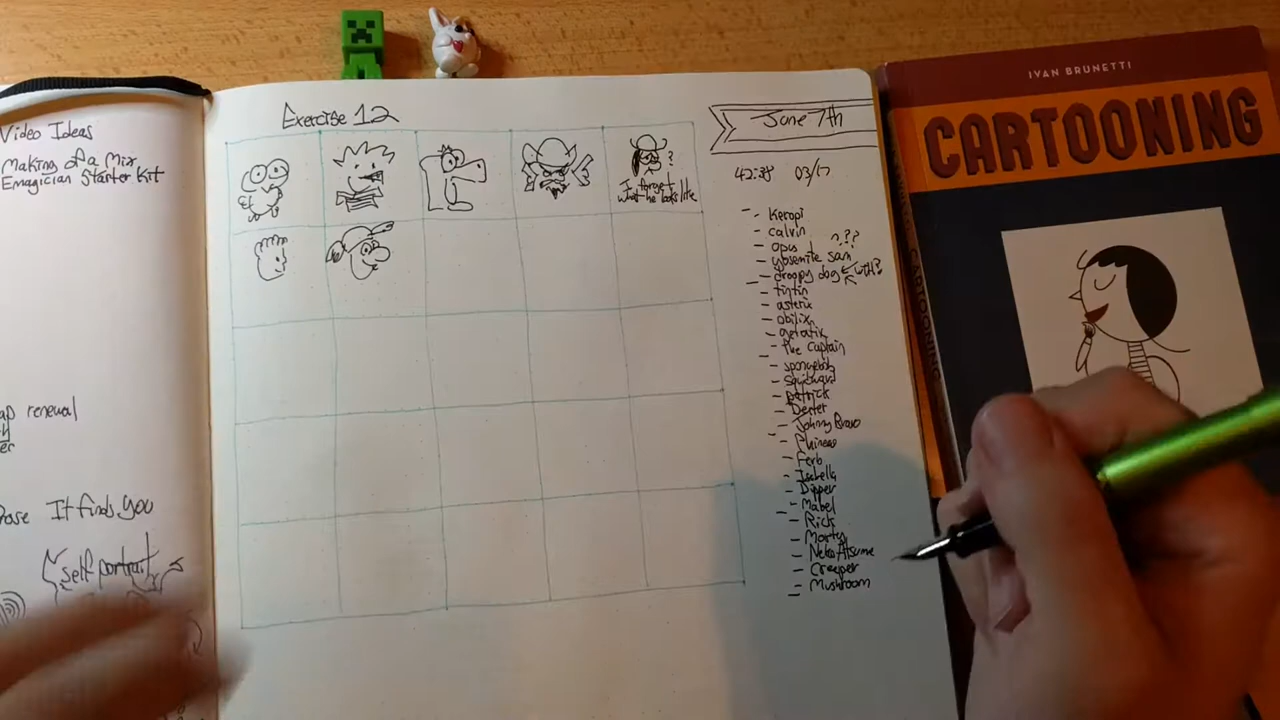 Video Ideas
Making of a Mix
Emagician Starter Kit
renewal
It finds you
self portrait
Exercise 12
?
I forget
what he looks like
June 7th
42:38 03/17
- Keropi
- calvin
- opus
- yosemite sam ???
- droopy dog
- tintin
- asterix
- obilix
- getafix
- the captain
- spongebob
- squidward
- patrick
- Dexter
- Johnny Bravo
- Phineas
- Ferb
- Isabella
- Dipper
- Mabel
- Rick
- Morty
- Neko Atsume
- Creeper
- Mushroom
-
IVAN BRUNETTI
CARTOONING
CARTOONING